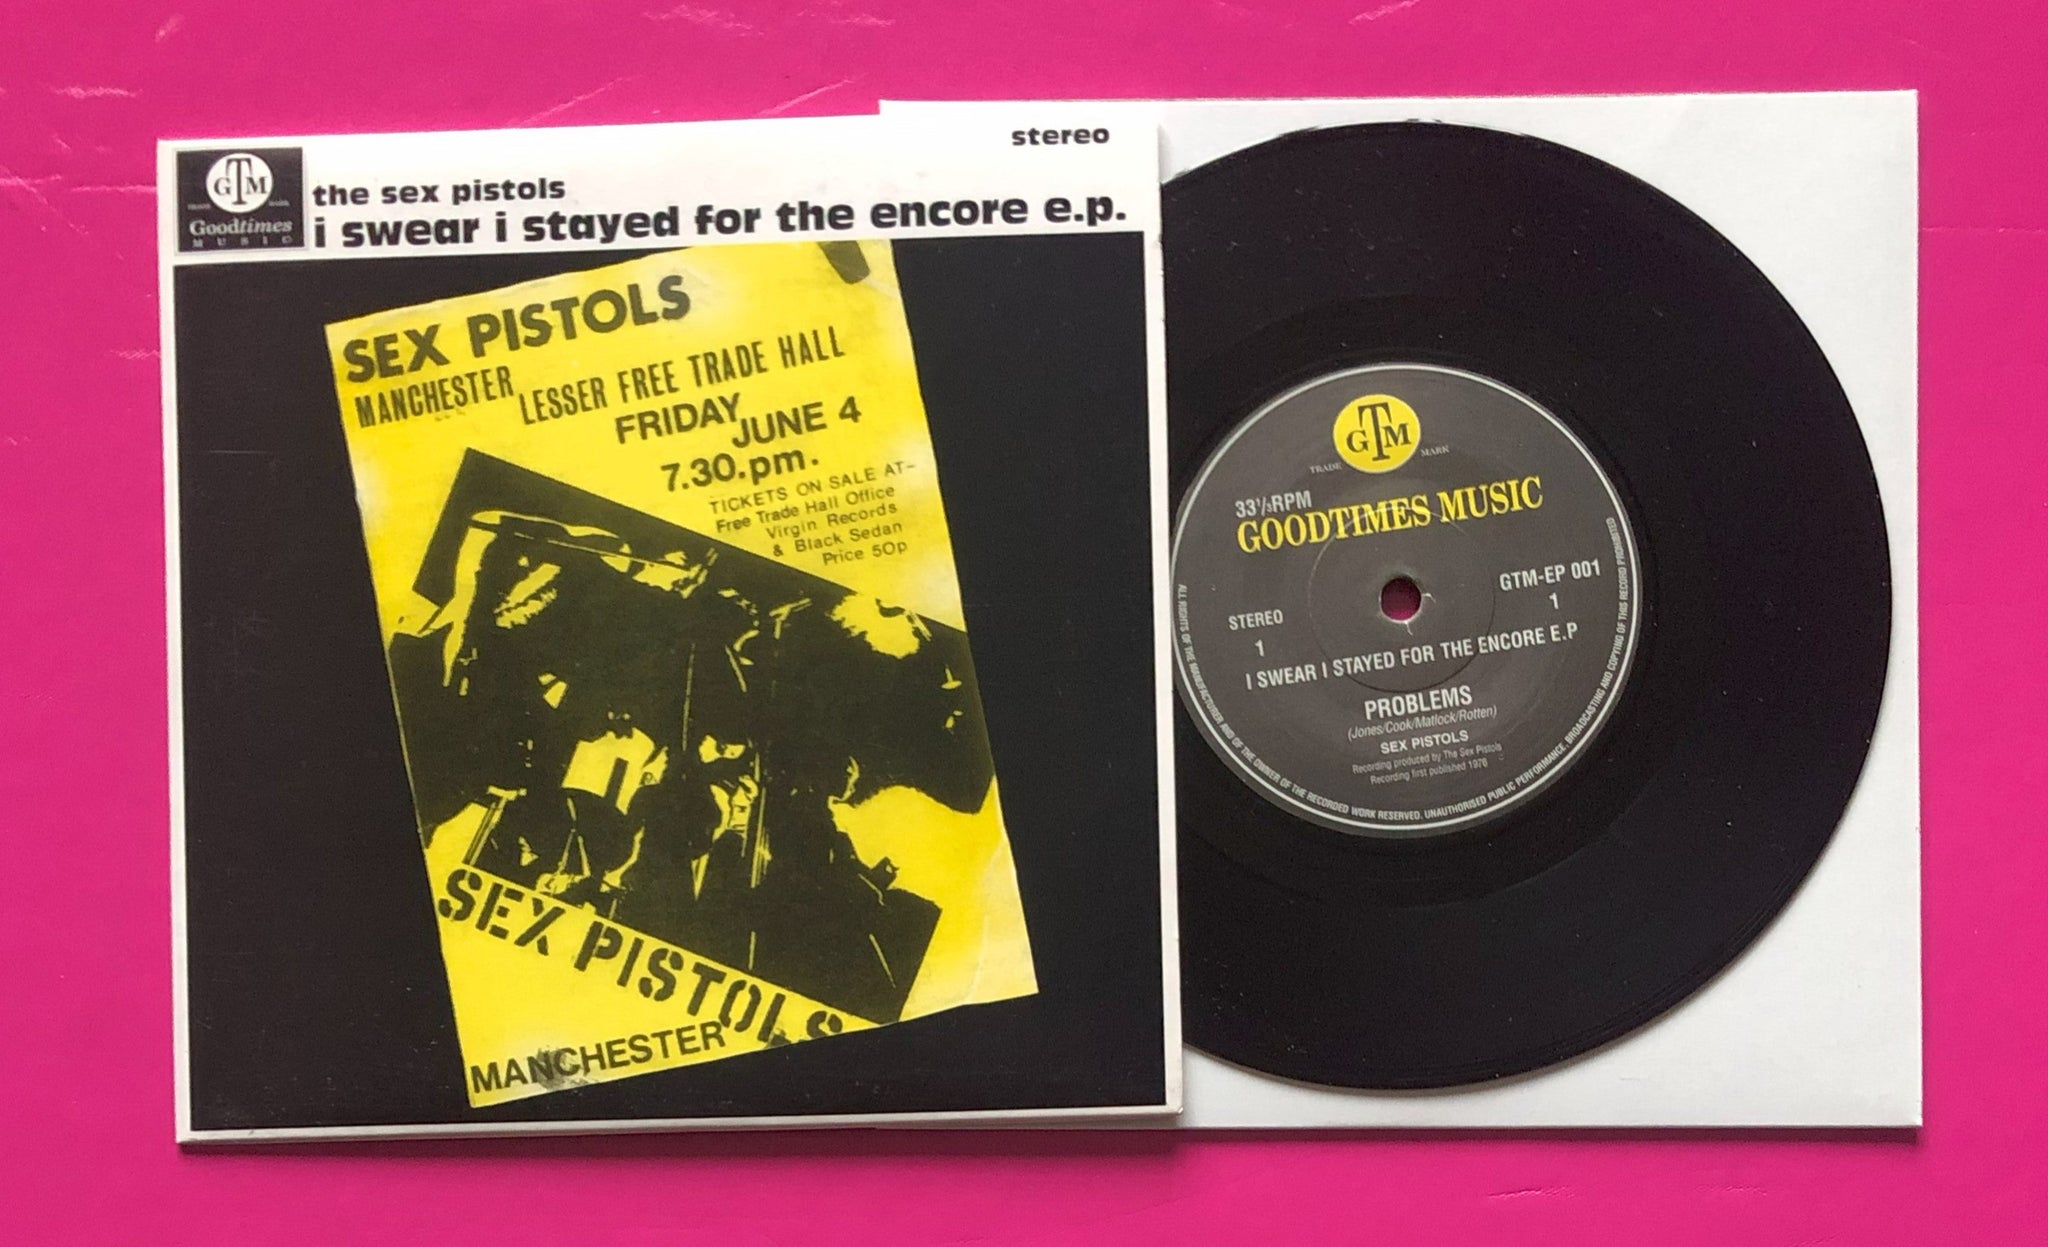 stereo
GTM
TRADE MARK
Goodtimes
MUSIC
the sex pistols
i swear i stayed for the encore e.p.
SEX PISTOLS
MANCHESTER LESSER FREE TRADE HALL
FRIDAY
JUNE 4
7.30.pm.
TICKETS ON SALE AT-
Free Trade Hall Office
Virgin Records
& Black Sedan
Price 50p
SEX PISTOLS
MANCHESTER
GTM
TRADE MARK
33⅓RPM
GOODTIMES MUSIC
GTM-EP 001
1
STEREO
1
I SWEAR I STAYED FOR THE ENCORE E.P
PROBLEMS
(Jones/Cook/Matlock/Rotten)
SEX PISTOLS
Recording produced by The Sex Pistols
Recording first published 1976
ALL RIGHTS OF THE MANUFACTURER AND OF THE OWNER OF THE RECORDED WORK RESERVED. UNAUTHORISED PUBLIC PERFORMANCE, BROADCASTING AND COPYING OF THIS RECORD PROHIBITED